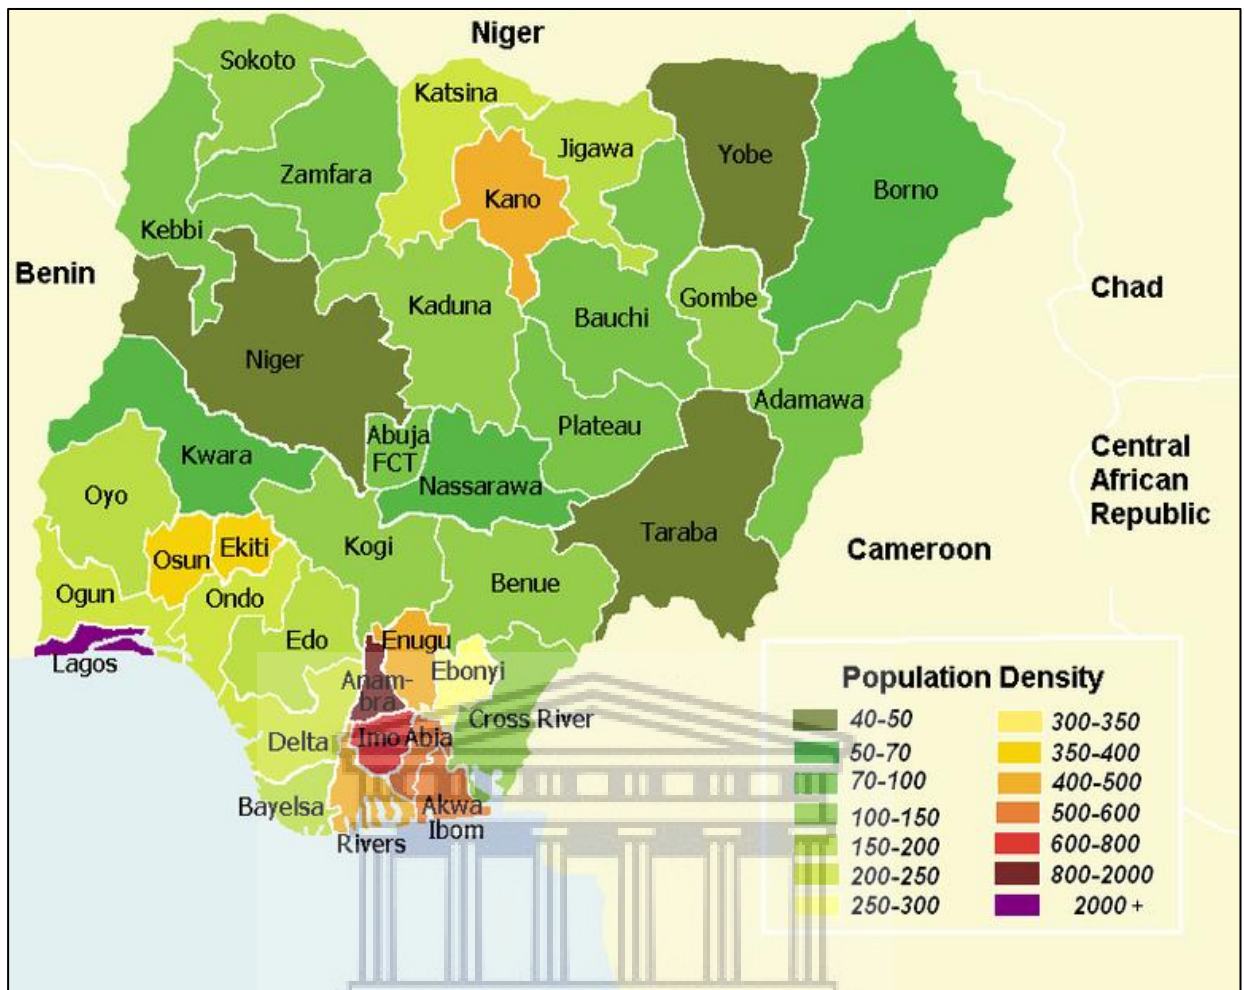 Niger
Sokoto
Katsina
Jigawa
Yobe
Zamfara
Kano
Borno
Kebbi
Benin
Chad
Gombe
Kaduna
Bauchi
Niger
Adamawa
Plateau
Abuja
FCT
Kwara
Nassarawa
Central
African
Republic
Oyo
Taraba
Kogi
Cameroon
Osun
Ekiti
Benue
Ogun
Ondo
Edo
Enugu
Lagos
Ebonyi
Anam-
bra
Cross River
Delta
Imo
Abia
Bayelsa
Akwa
Ibom
Rivers
Population Density
40-50
50-70
70-100
100-150
150-200
200-250
250-300
300-350
350-400
400-500
500-600
600-800
800-2000
2000 +